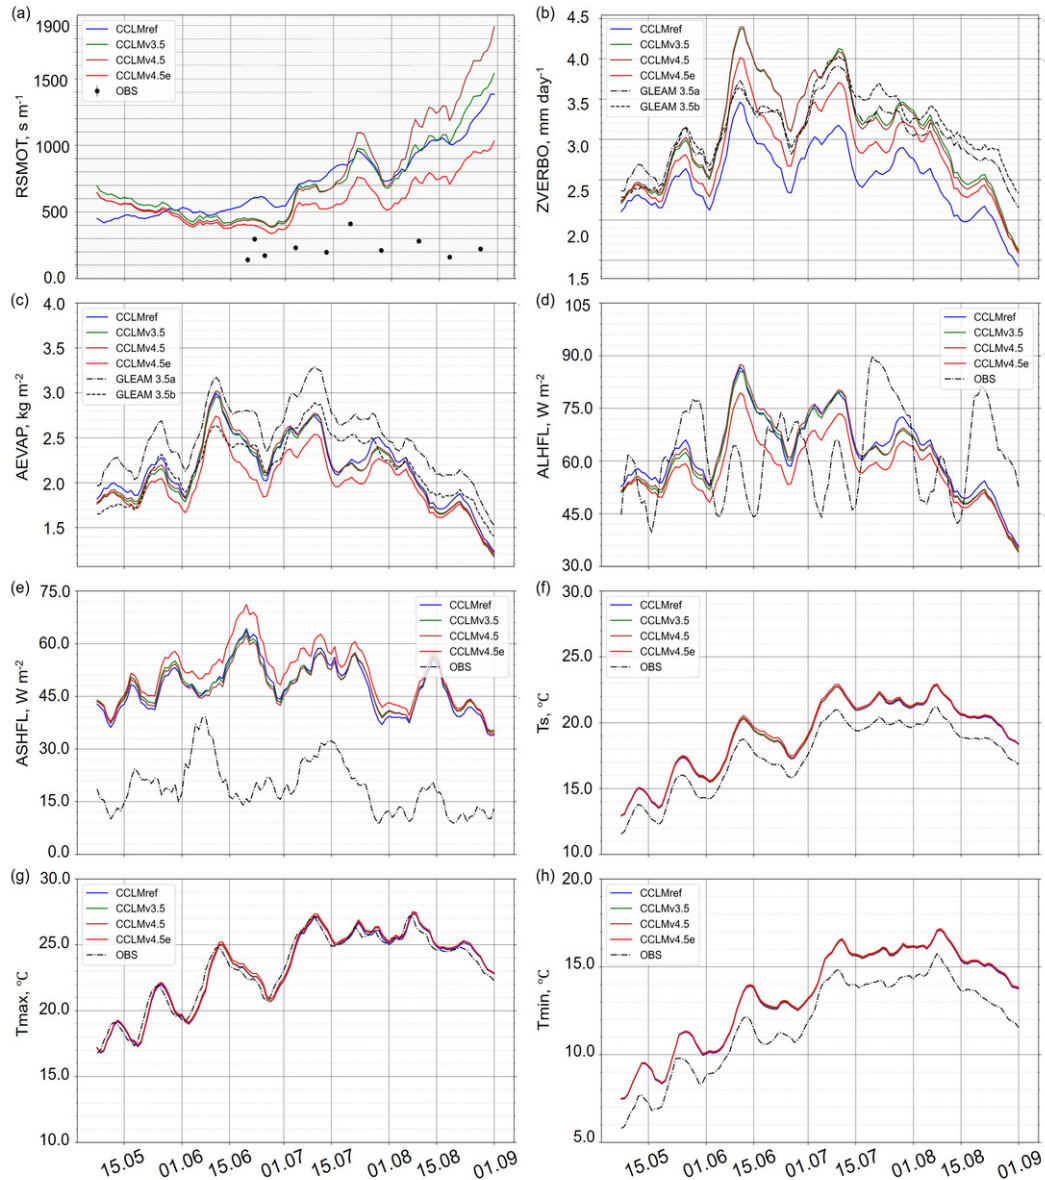 (a)
1900
1500
1000
500
0.0
RSMOT, s m⁻¹
CCLMref
CCLMv3.5
CCLMv4.5
CCLMv4.5e
OBS
(b)
4.5
4.0
3.5
3.0
2.5
2.0
1.5
ZVERBO, mm day⁻¹
CCLMref
CCLMv3.5
CCLMv4.5
CCLMv4.5e
GLEAM 3.5a
GLEAM 3.5b
(c)
4.0
3.5
3.0
2.5
2.0
1.5
AEVAP, kg m⁻²
CCLMref
CCLMv3.5
CCLMv4.5
CCLMv4.5e
GLEAM 3.5a
GLEAM 3.5b
(d)
105
90.0
75.0
60.0
45.0
30.0
ALHFL, W m⁻²
CCLMref
CCLMv3.5
CCLMv4.5
CCLMv4.5e
OBS
(e)
75.0
60.0
45.0
30.0
15.0
0.0
ASHFL, W m⁻²
CCLMref
CCLMv3.5
CCLMv4.5
CCLMv4.5e
OBS
(f)
30.0
25.0
20.0
15.0
10.0
Ts, °C
CCLMref
CCLMv3.5
CCLMv4.5
CCLMv4.5e
OBS
(g)
30.0
25.0
20.0
15.0
10.0
Tmax, °C
CCLMref
CCLMv3.5
CCLMv4.5
CCLMv4.5e
OBS
15.05
01.06
15.06
01.07
15.07
01.08
15.08
01.09
(h)
20.0
15.0
10.0
5.0
Tmin, °C
CCLMref
CCLMv3.5
CCLMv4.5
CCLMv4.5e
OBS
15.05
01.06
15.06
01.07
15.07
01.08
15.08
01.09